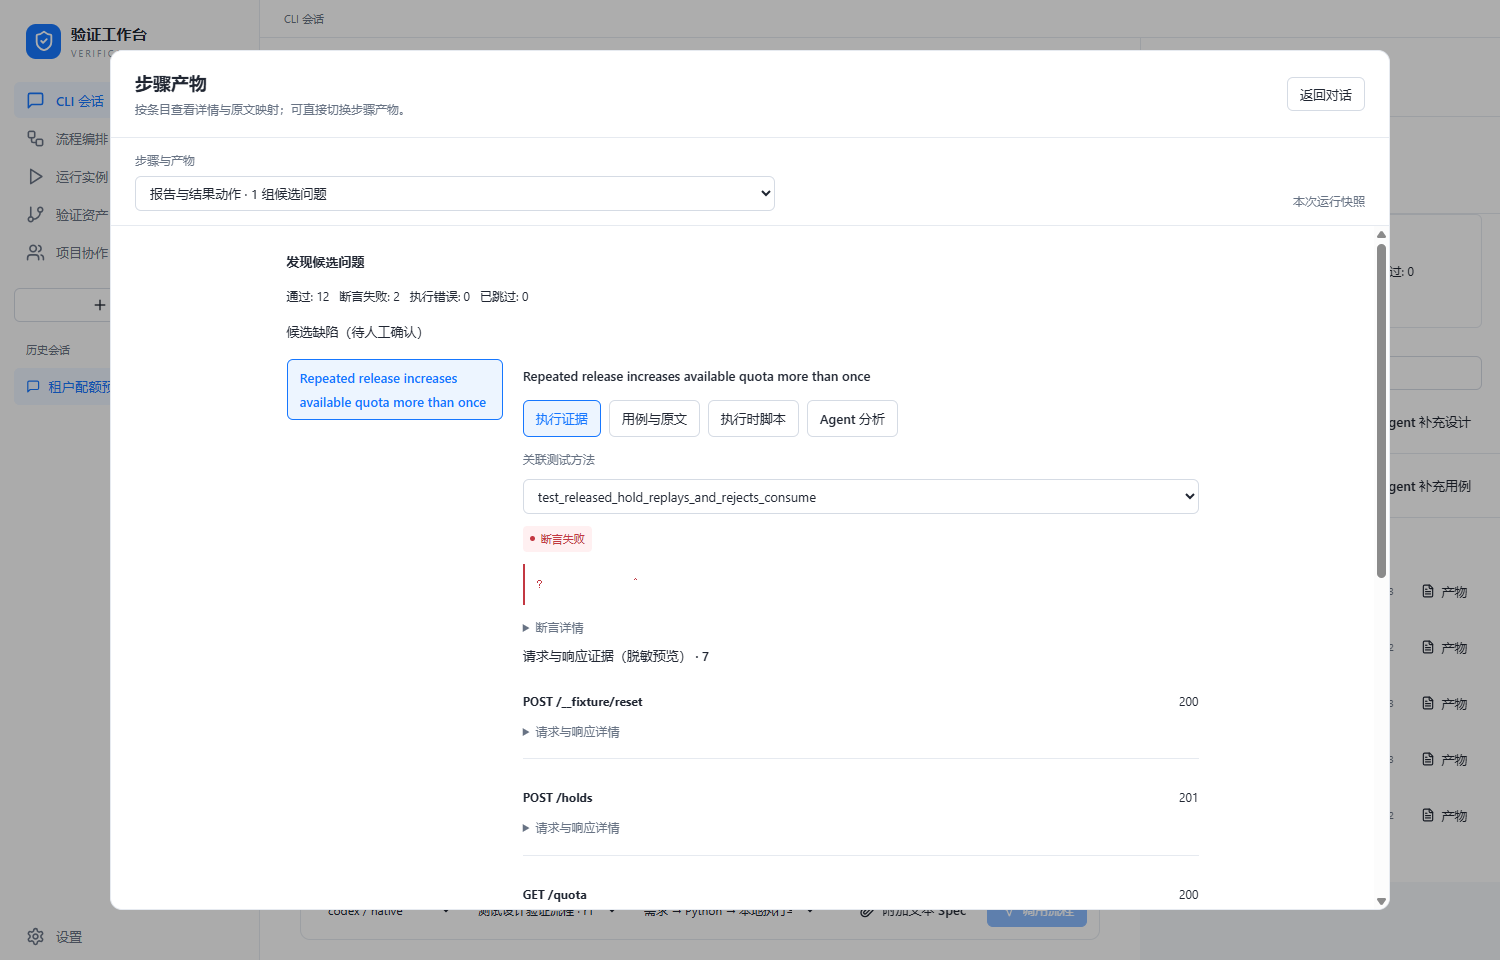 验证工作台
CLI 会话
CLI 会话
流程编排
运行实例
验证资产
项目协作
历史会话
设置
步骤产物
按条目查看详情与原文映射；可直接切换步骤产物。
返回对话
步骤与产物
报告与结果动作 · 1 组候选问题
本次运行快照
发现候选问题
通过: 12 断言失败: 2 执行错误: 0 已跳过: 0
候选缺陷（待人工确认）
Repeated release increases
available quota more than once
Repeated release increases available quota more than once
执行证据 用例与原文 执行时脚本 Agent 分析
关联测试方法
test_released_hold_replays_and_rejects_consume
断言失败
? ^
断言详情
请求与响应证据（脱敏预览） · 7
POST /__fixture/reset 200
请求与响应详情
POST /holds 201
请求与响应详情
GET /quota 200
过: 0
gent 补充设计
gent 补充用例
产物
产物
产物
产物
产物
codex / native
附加文本 Spec
调用流程